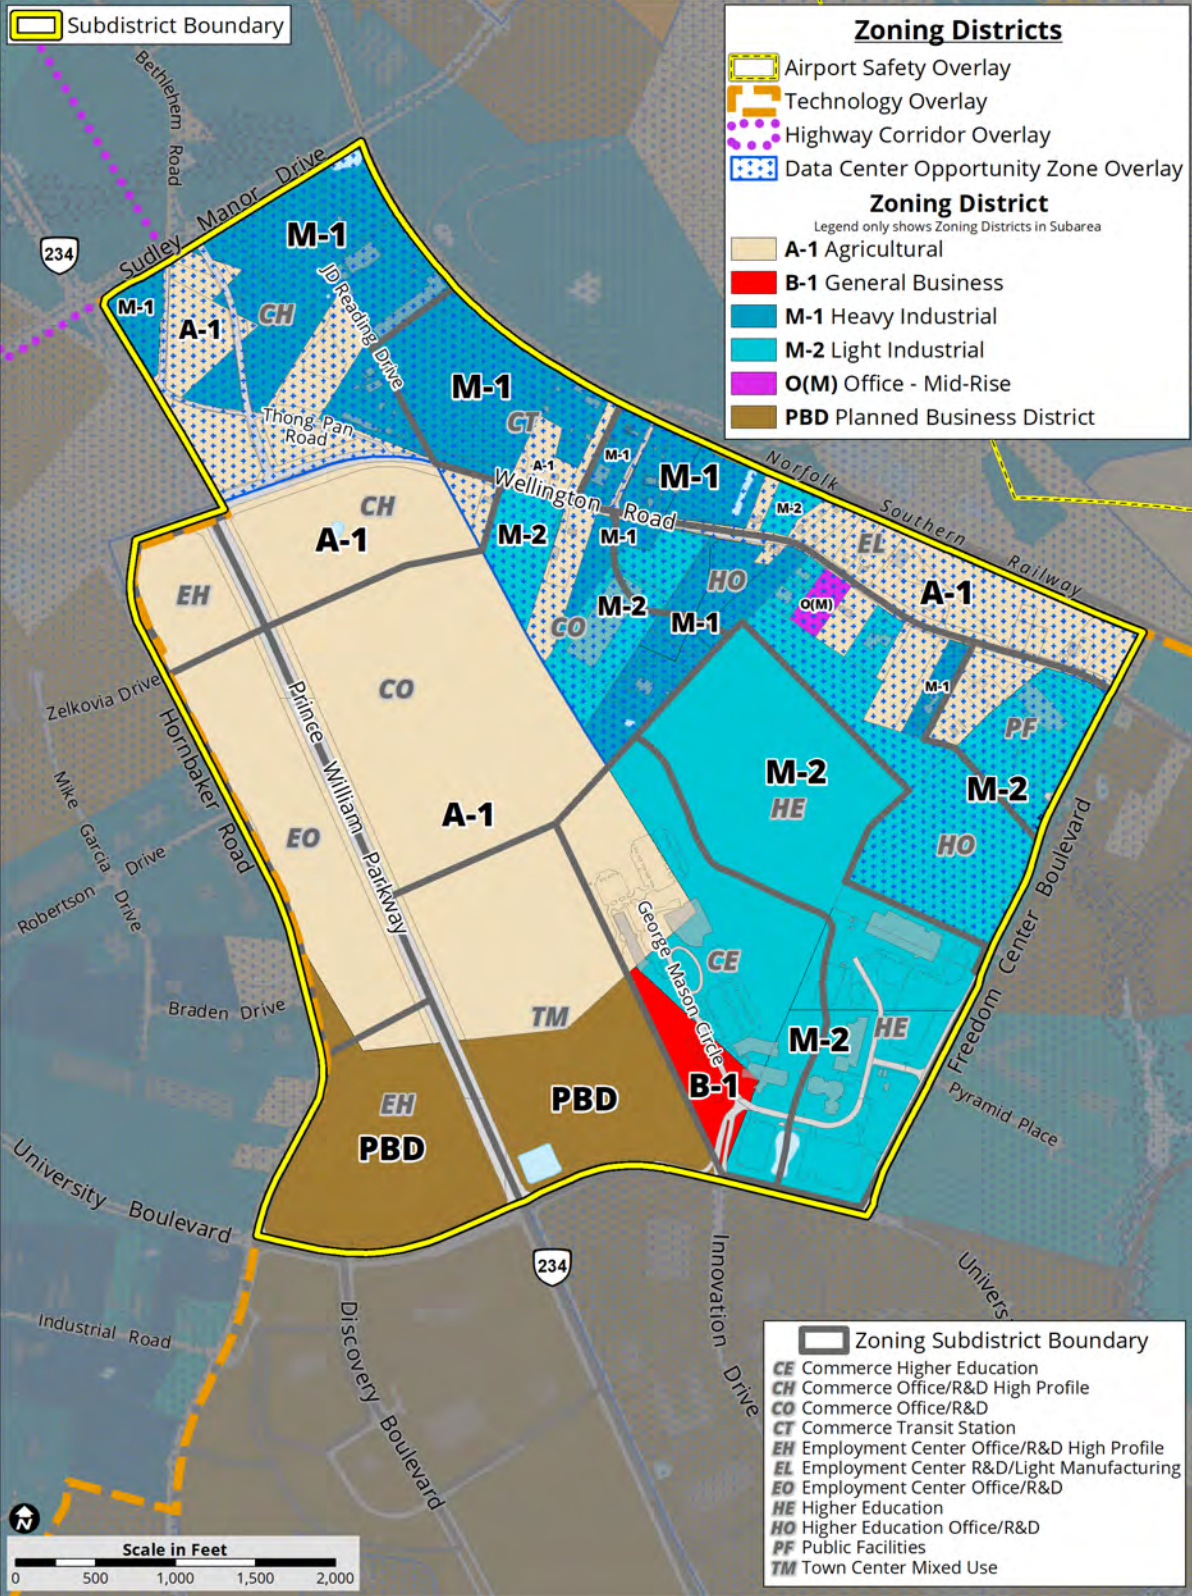 Subdistrict Boundary
Zoning Districts
Airport Safety Overlay
Technology Overlay
Highway Corridor Overlay
Data Center Opportunity Zone Overlay
Zoning District
Legend only shows Zoning Districts in Subarea
A-1 Agricultural
B-1 General Business
M-1 Heavy Industrial
M-2 Light Industrial
O(M) Office - Mid-Rise
PBD Planned Business District
Bethlehem Road
Sudley Manor Drive
234
M-1
M-1
A-1
CH
JD Reading Drive
M-1
CT
Thong Pan
Road
A-1
M-1
M-1
Wellington Road
Norfolk Southern Railway
M-2
CH
A-1
M-2
M-1
EL
HO
A-1
EH
O(M)
M-2
M-1
CO
Zelkovia Drive
CO
M-1
PF
Prince William Parkway
Hornbaker Road
M-2
HE
M-2
Mike Garcia Drive
A-1
EO
HO
Robertson Drive
Freedom Center Boulevard
George Mason Circle
CE
Braden Drive
TM
M-2
HE
B-1
PBD
EH
PBD
Pyramid Place
University Boulevard
234
Innovation Drive
Univers
Industrial Road
Discovery Boulevard
N
Scale in Feet
0 500 1,000 1,500 2,000
Zoning Subdistrict Boundary
CE Commerce Higher Education
CH Commerce Office/R&D High Profile
CO Commerce Office/R&D
CT Commerce Transit Station
EH Employment Center Office/R&D High Profile
EL Employment Center R&D/Light Manufacturing
EO Employment Center Office/R&D
HE Higher Education
HO Higher Education Office/R&D
PF Public Facilities
TM Town Center Mixed Use